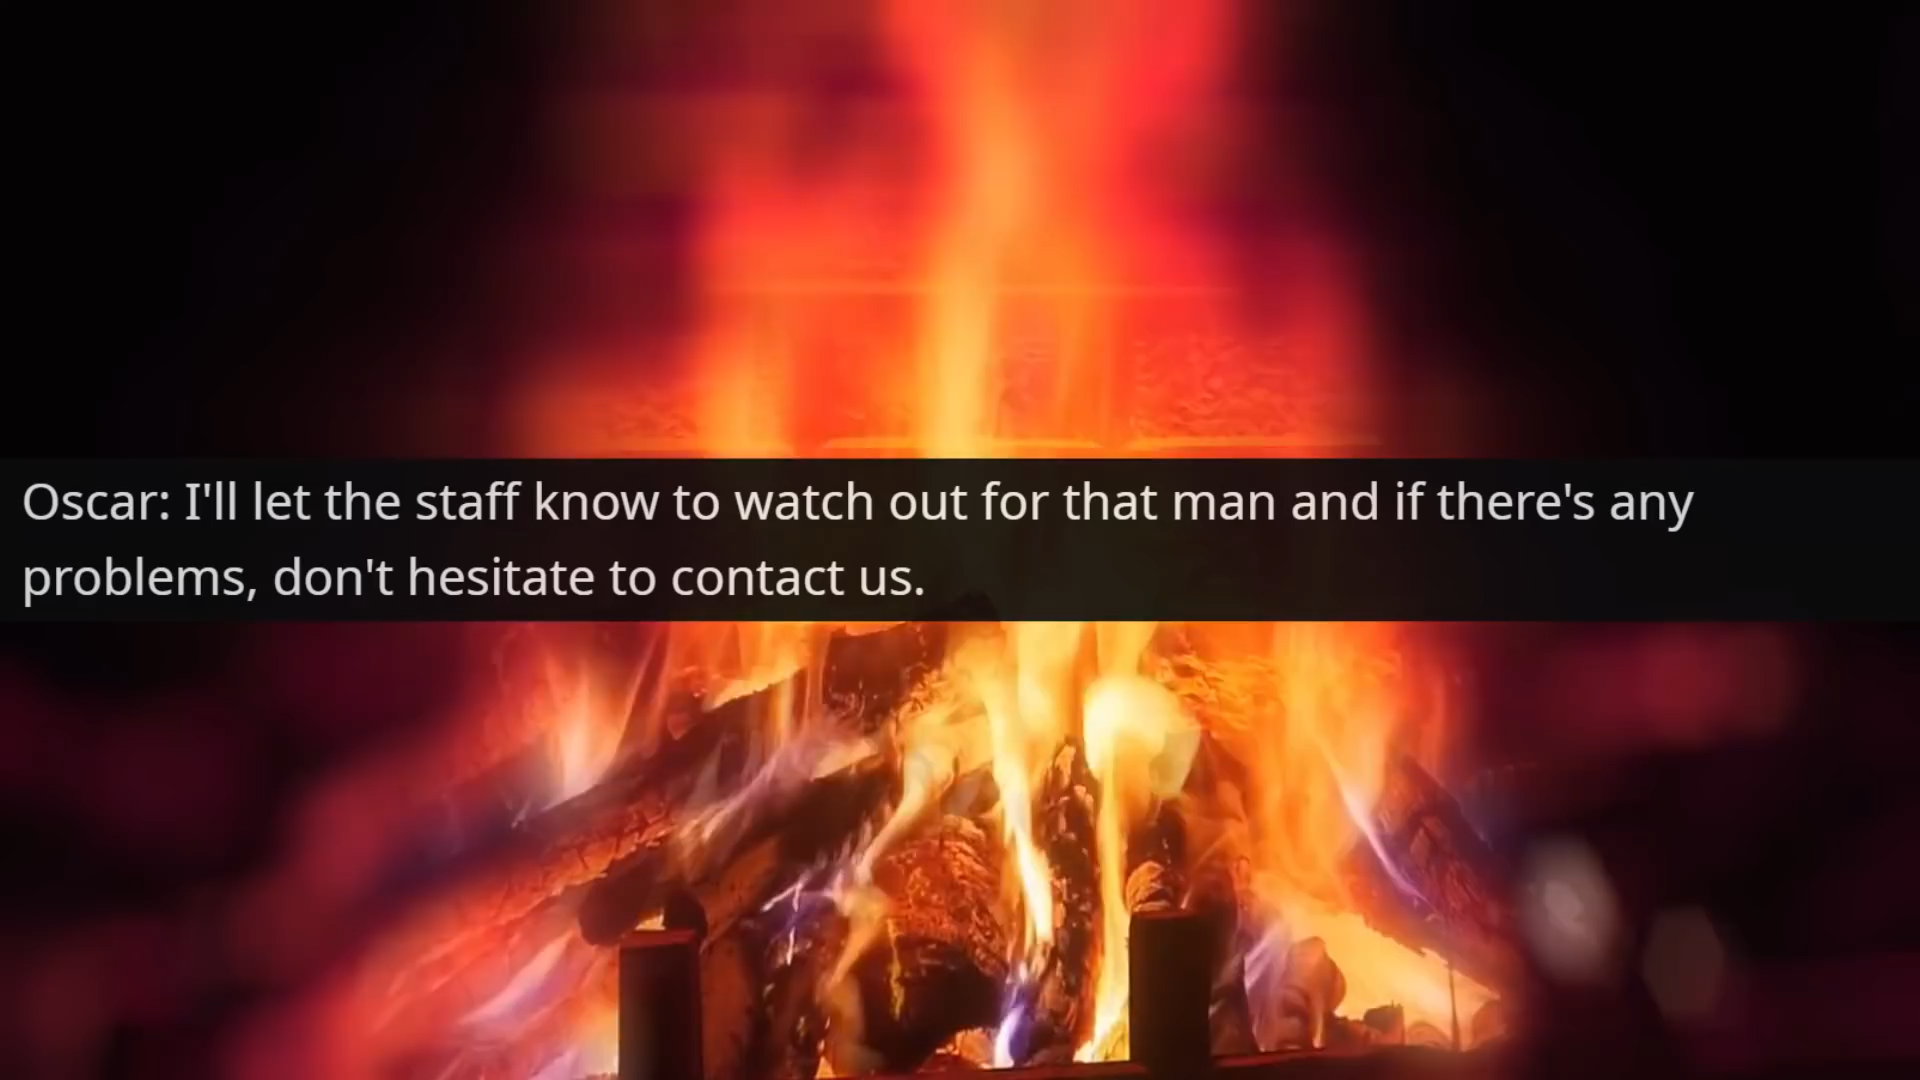 Oscar: I'll let the staff know to watch out for that man and if there's any
problems, don't hesitate to contact us.